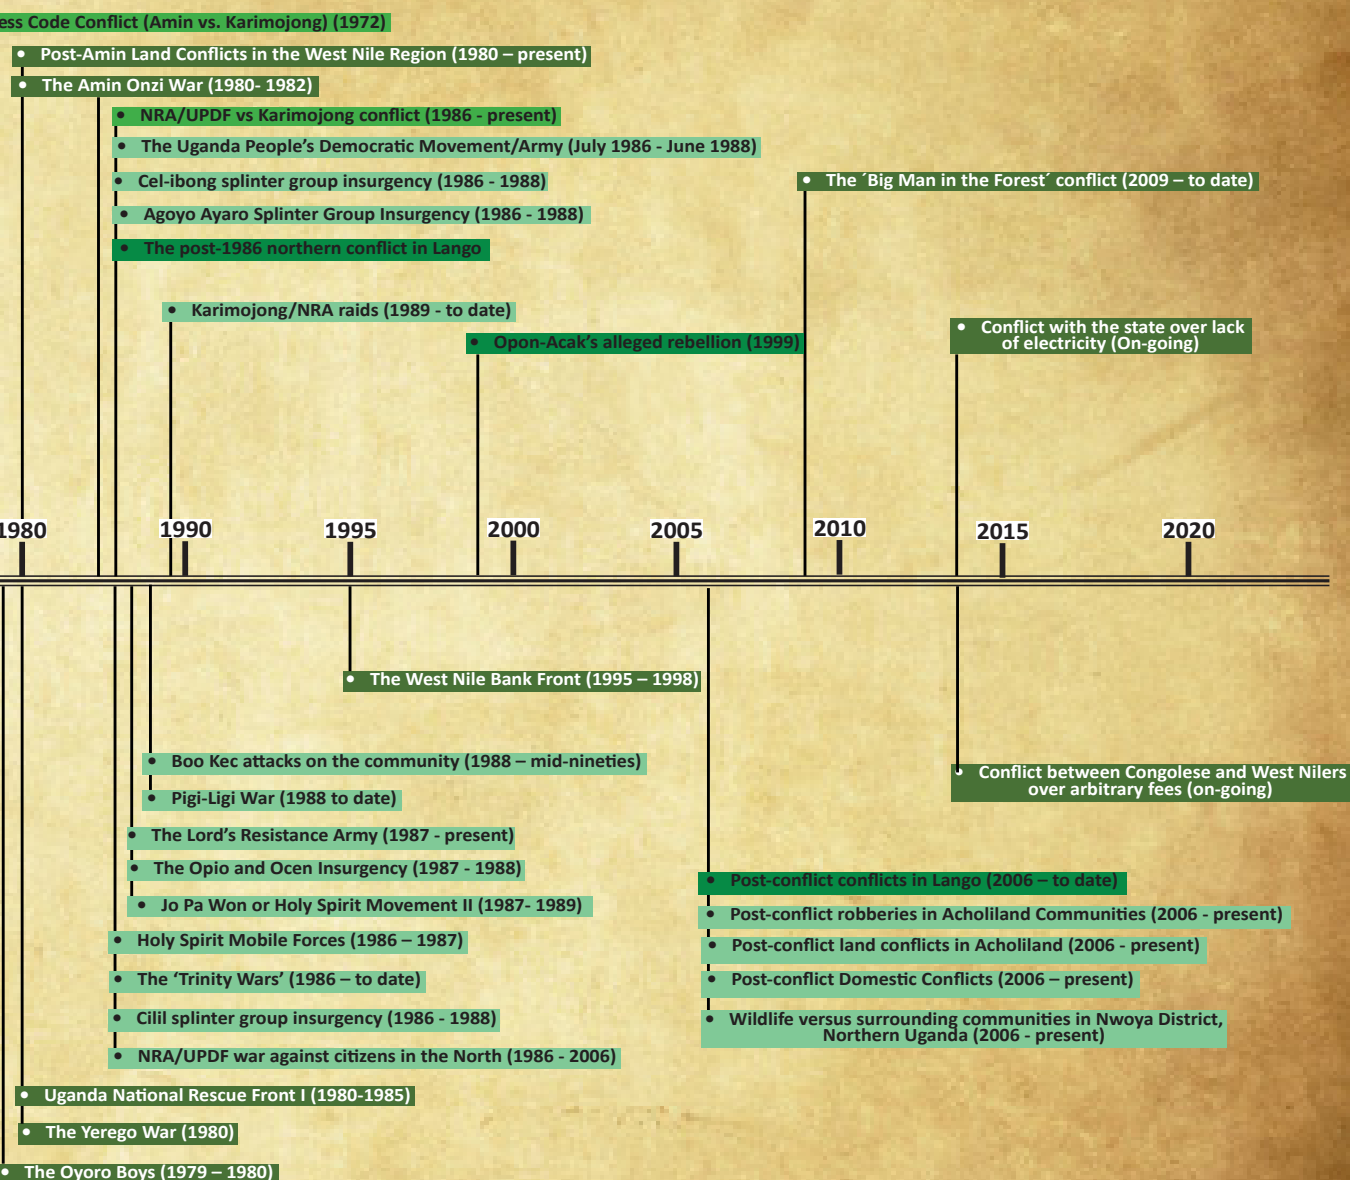 ess Code Conflict (Amin vs. Karimojong) (1972)
• Post-Amin Land Conflicts in the West Nile Region (1980 – present)
• The Amin Onzi War (1980- 1982)
• NRA/UPDF vs Karimojong conflict (1986 - present)
• The Uganda People’s Democratic Movement/Army (July 1986 - June 1988)
• Cel-ibong splinter group insurgency (1986 - 1988)
• The ´Big Man in the Forest´ conflict (2009 – to date)
• Agoyo Ayaro Splinter Group Insurgency (1986 - 1988)
• The post-1986 northern conflict in Lango
• Karimojong/NRA raids (1989 - to date)
• Opon-Acak’s alleged rebellion (1999)
• Conflict with the state over lack
of electricity (On-going)
1980 1990 1995 2000 2005 2010 2015 2020
• The West Nile Bank Front (1995 – 1998)
• Boo Kec attacks on the community (1988 – mid-nineties)
• Conflict between Congolese and West Nilers
over arbitrary fees (on-going)
• Pigi-Ligi War (1988 to date)
• The Lord’s Resistance Army (1987 - present)
• The Opio and Ocen Insurgency (1987 - 1988)
• Jo Pa Won or Holy Spirit Movement II (1987- 1989)
• Holy Spirit Mobile Forces (1986 – 1987)
• The ‘Trinity Wars’ (1986 – to date)
• Cilil splinter group insurgency (1986 - 1988)
• NRA/UPDF war against citizens in the North (1986 - 2006)
• Post-conflict conflicts in Lango (2006 – to date)
• Post-conflict robberies in Acholiland Communities (2006 - present)
• Post-conflict land conflicts in Acholiland (2006 - present)
• Post-conflict Domestic Conflicts (2006 – present)
• Wildlife versus surrounding communities in Nwoya District,
Northern Uganda (2006 - present)
• Uganda National Rescue Front I (1980-1985)
• The Yerego War (1980)
• The Oyoro Boys (1979 – 1980)